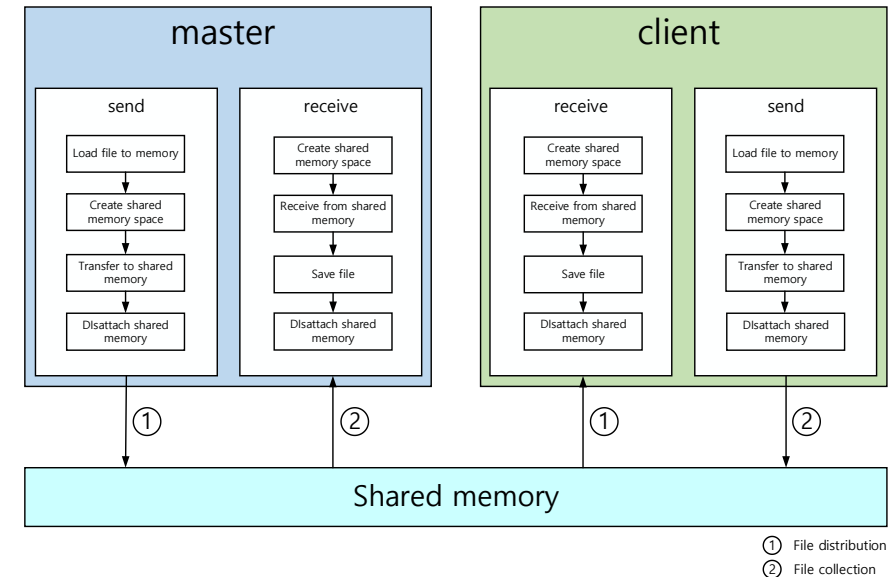 master
client
send
receive
receive
send
Load file to memory
Create shared
memory space
Transfer to shared
memory
DIsattach shared
memory
Create shared
memory space
Receive from shared
memory
Save file
DIsattach shared
memory
Create shared
memory space
Receive from shared
memory
Save file
DIsattach shared
memory
Load file to memory
Create shared
memory space
Transfer to shared
memory
DIsattach shared
memory
①
②
①
②
Shared memory
① File distribution
② File collection